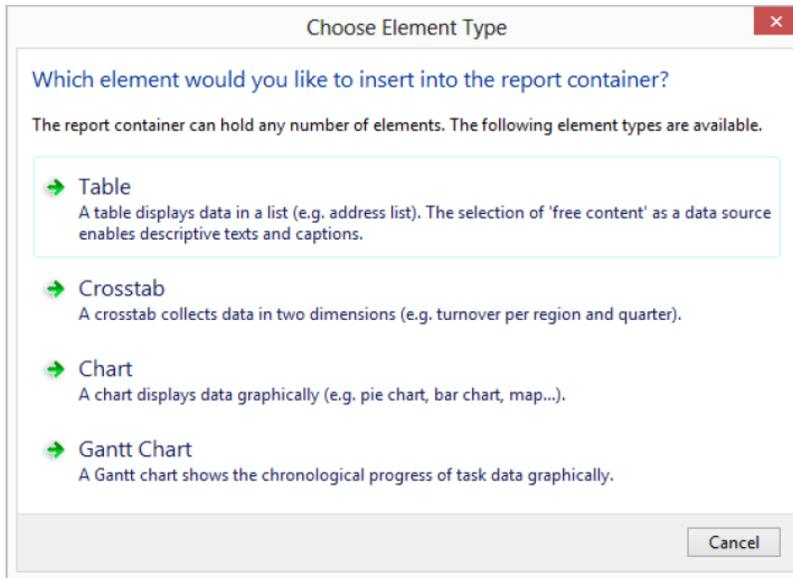 Choose Element Type
Which element would you like to insert into the report container?
The report container can hold any number of elements. The following element types are available.
Table
A table displays data in a list (e.g. address list). The selection of 'free content' as a data source
enables descriptive texts and captions.
Crosstab
A crosstab collects data in two dimensions (e.g. turnover per region and quarter).
Chart
A chart displays data graphically (e.g. pie chart, bar chart, map...).
Gantt Chart
A Gantt chart shows the chronological progress of task data graphically.
Cancel